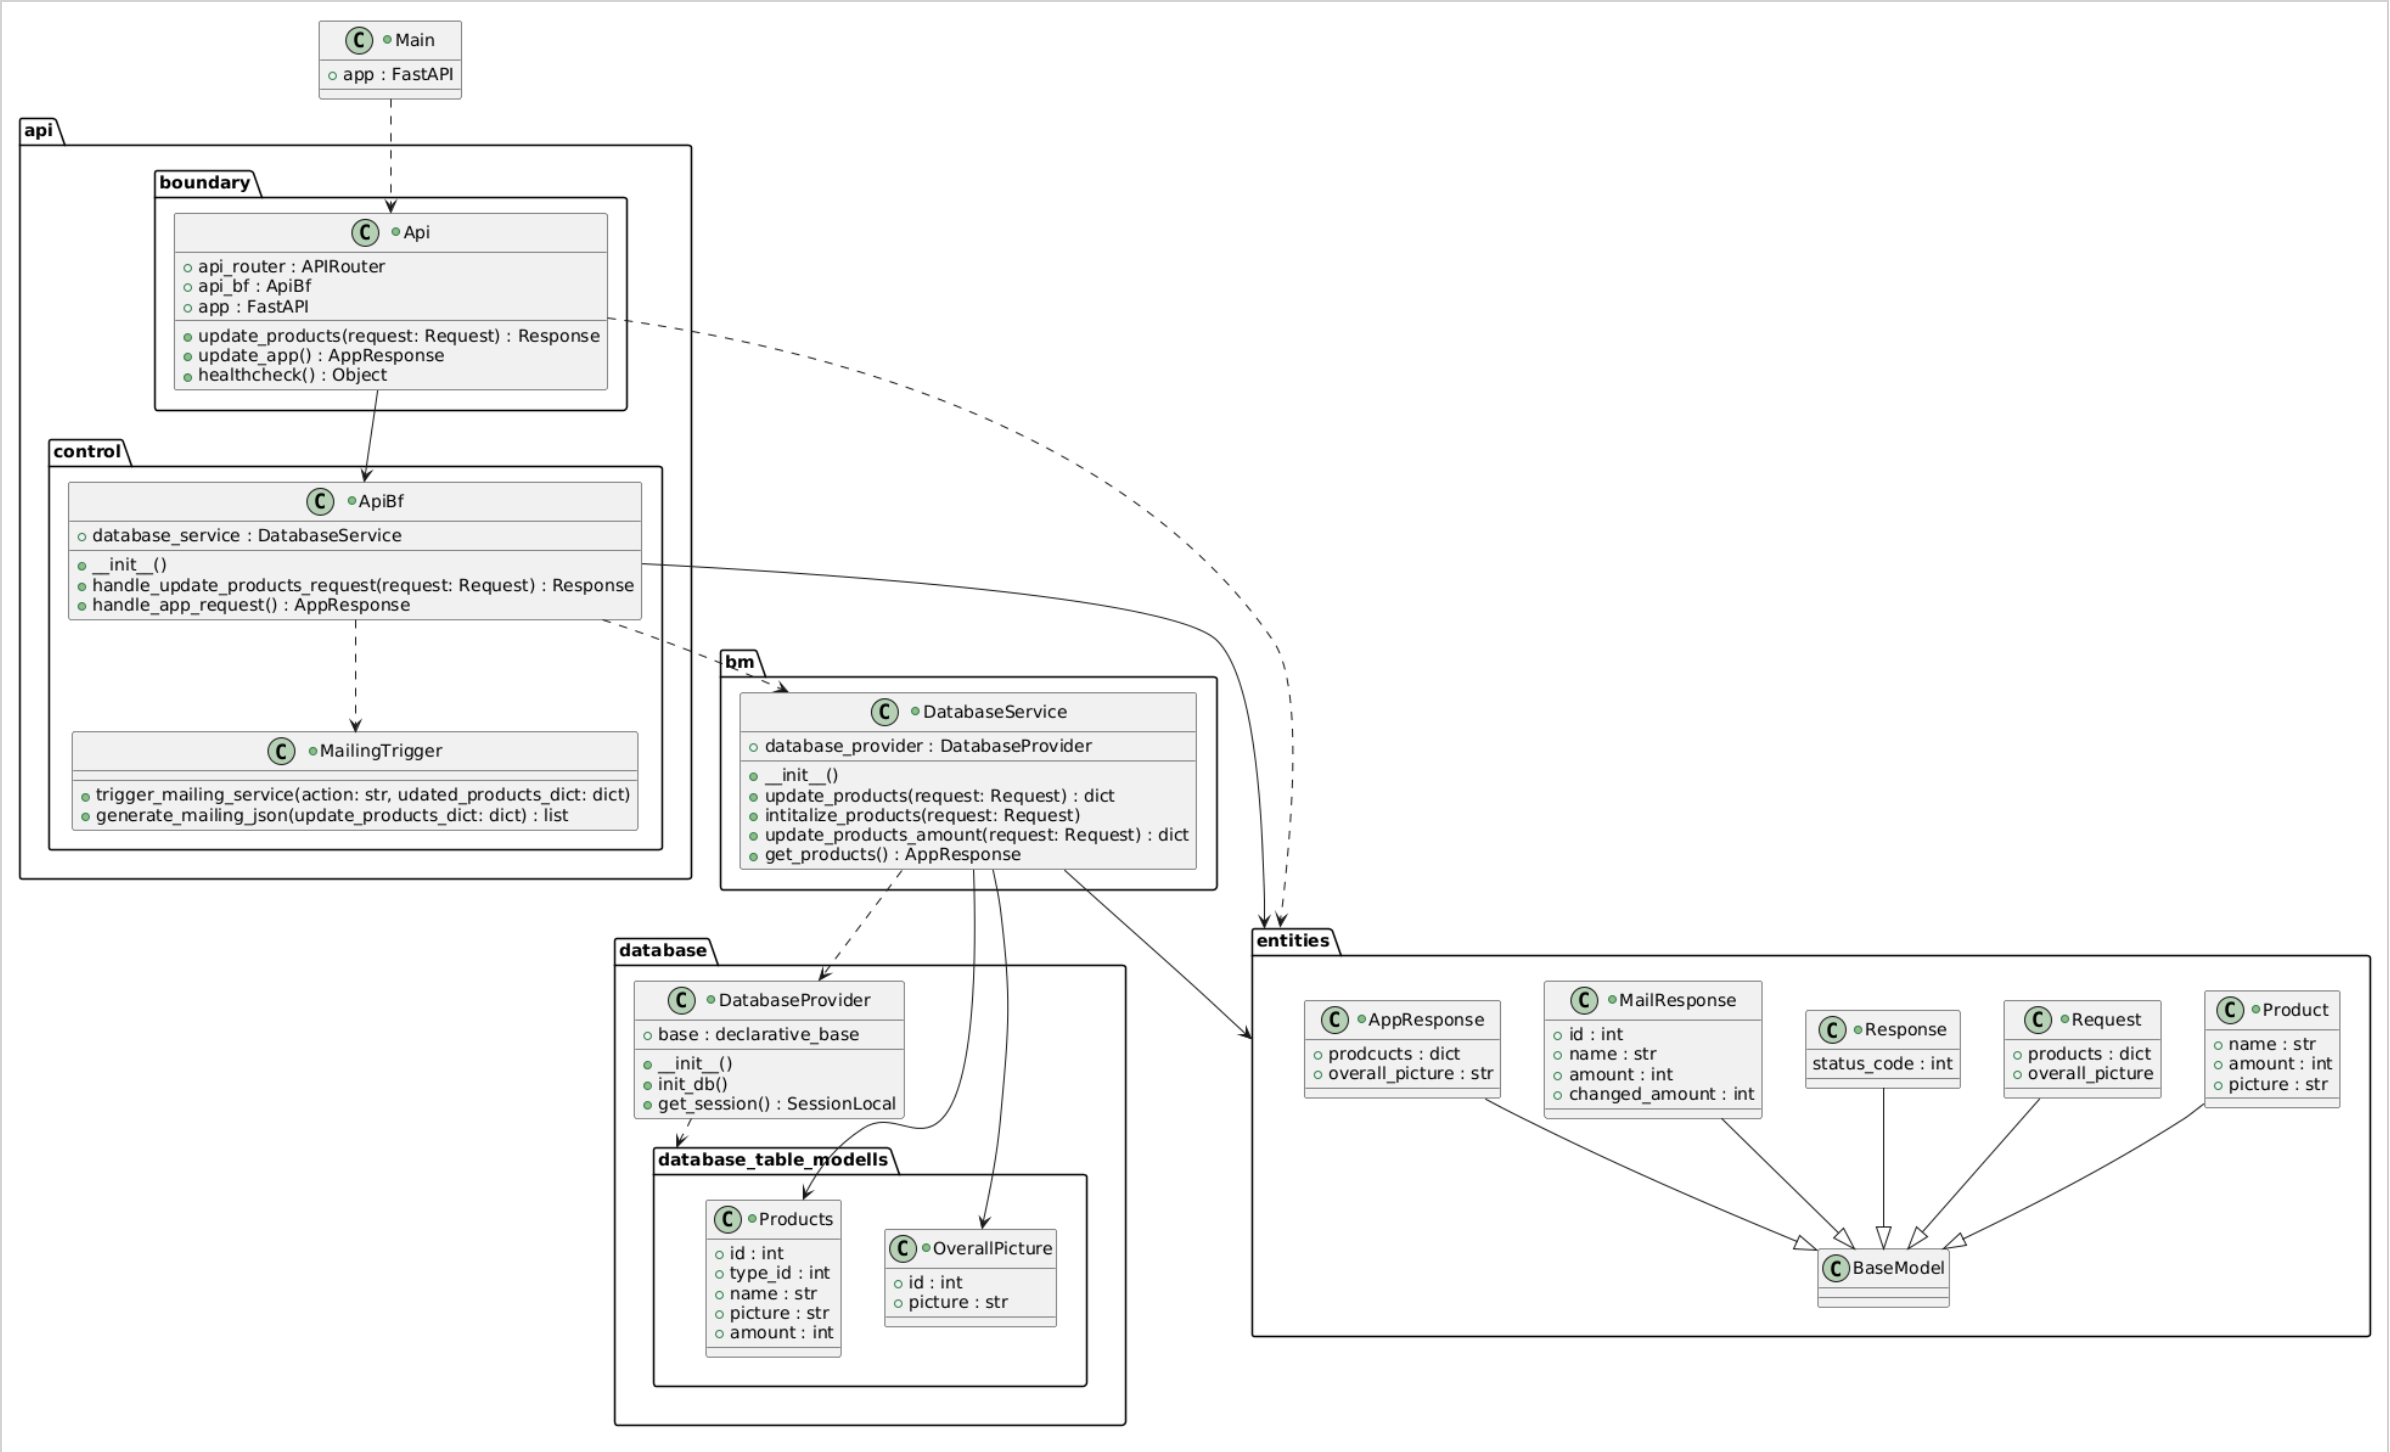 C Main
app : FastAPI
api
boundary
C Api
api_router : APIRouter
api_bf : ApiBf
app : FastAPI
update_products(request: Request) : Response
update_app() : AppResponse
healthcheck() : Object
control
C ApiBf
database_service : DatabaseService
__init__()
handle_update_products_request(request: Request) : Response
handle_app_request() : AppResponse
C MailingTrigger
trigger_mailing_service(action: str, udated_products_dict: dict)
generate_mailing_json(update_products_dict: dict) : list
bm
C DatabaseService
database_provider : DatabaseProvider
__init__()
update_products(request: Request) : dict
intitalize_products(request: Request)
update_products_amount(request: Request) : dict
get_products() : AppResponse
database
C DatabaseProvider
base : declarative_base
__init__()
init_db()
get_session() : SessionLocal
database_table_modells
C Products
id : int
type_id : int
name : str
picture : str
amount : int
C OverallPicture
id : int
picture : str
entities
C AppResponse
prodcucts : dict
overall_picture : str
C MailResponse
id : int
name : str
amount : int
changed_amount : int
C Response
status_code : int
C Request
products : dict
overall_picture
C Product
name : str
amount : int
picture : str
C BaseModel